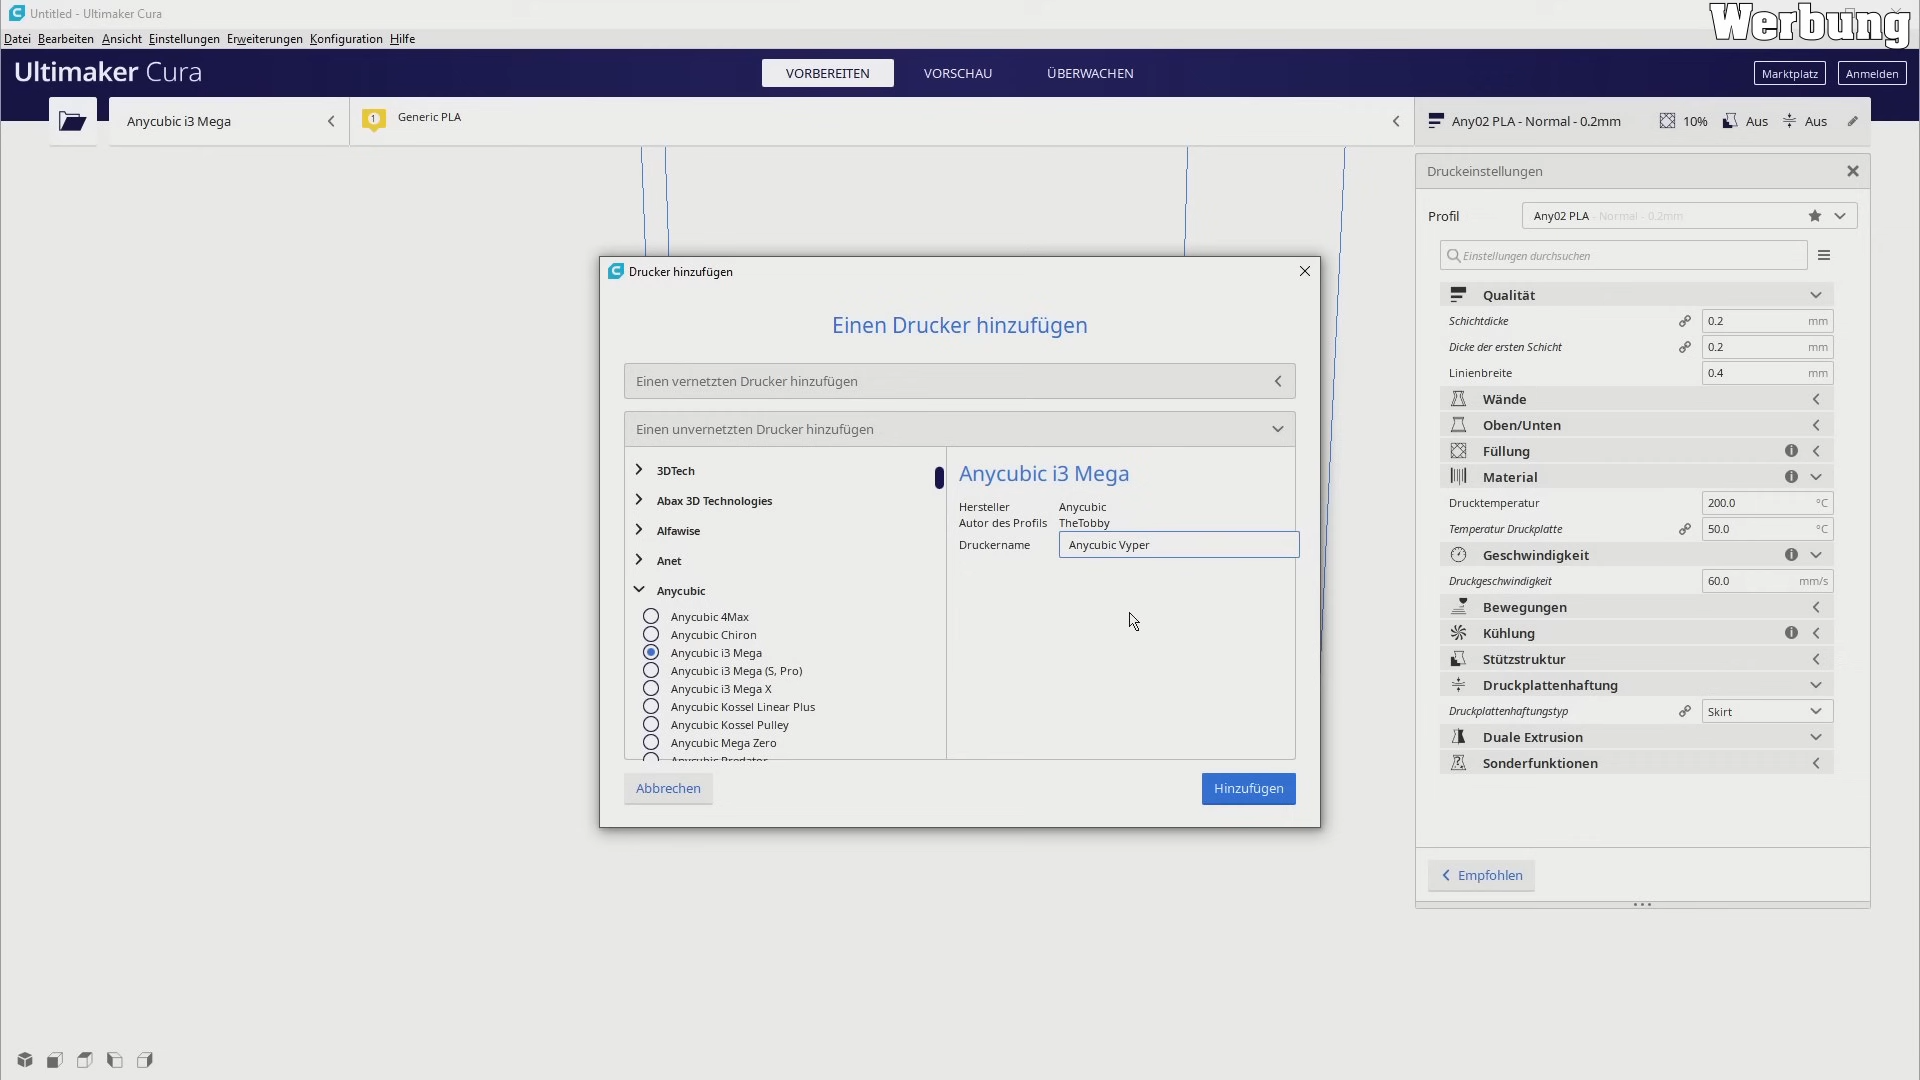 Untitled - Ultimaker Cura
Werbung
Datei Bearbeiten Ansicht Einstellungen Erweiterungen Konfiguration Hilfe
Ultimaker Cura
VORBEREITEN
VORSCHAU
ÜBERWACHEN
Marktplatz
Anmelden
Anycubic i3 Mega
1
Generic PLA
Any02 PLA - Normal - 0.2mm
10%
Aus
Aus
Druckeinstellungen
Profil
Any02 PLA - Normal - 0.2mm
Einstellungen durchsuchen
Qualität
Schichtdicke 0.2 mm
Dicke der ersten Schicht 0.2 mm
Linienbreite 0.4 mm
Wände
Oben/Unten
Füllung
Material
Drucktemperatur 200.0 °C
Temperatur Druckplatte 50.0 °C
Geschwindigkeit
Druckgeschwindigkeit 60.0 mm/s
Bewegungen
Kühlung
Stützstruktur
Druckplattenhaftung
Druckplattenhaftungstyp Skirt
Duale Extrusion
Sonderfunktionen
Empfohlen
Drucker hinzufügen
Einen Drucker hinzufügen
Einen vernetzten Drucker hinzufügen
Einen unvernetzten Drucker hinzufügen
3DTech
Abax 3D Technologies
Alfawise
Anet
Anycubic
Anycubic 4Max
Anycubic Chiron
Anycubic i3 Mega
Anycubic i3 Mega (S, Pro)
Anycubic i3 Mega X
Anycubic Kossel Linear Plus
Anycubic Kossel Pulley
Anycubic Mega Zero
Anycubic Predator
Anycubic i3 Mega
Hersteller Anycubic
Autor des Profils TheTobby
Druckername Anycubic Vyper
Abbrechen
Hinzufügen